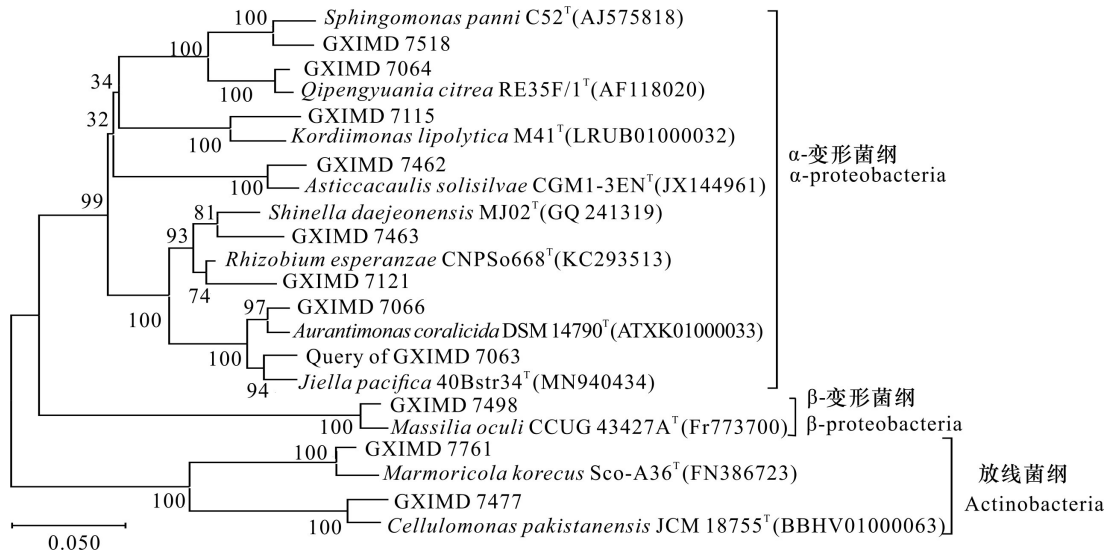 100
Sphingomonas panni C52ᵀ(AJ575818)
GXIMD 7518
100
GXIMD 7064
100
Qipengyuania citrea RE35F/1ᵀ(AF118020)
34
GXIMD 7115
32
100
Kordiimonas lipolytica M41ᵀ(LRUB01000032)
GXIMD 7462
100
Asticcacaulis solisilvae CGM1-3ENᵀ(JX144961)
99
81
Shinella daejeonensis MJ02ᵀ(GQ 241319)
93
GXIMD 7463
Rhizobium esperanzae CNPSo668ᵀ(KC293513)
74
GXIMD 7121
100
97
GXIMD 7066
Aurantimonas coralicida DSM 14790ᵀ(ATXK01000033)
100
Query of GXIMD 7063
94
Jiella pacifica 40Bstr34ᵀ(MN940434)
α-变形菌纲
α-proteobacteria
GXIMD 7498
100
Massilia oculi CCUG 43427Aᵀ(Fr773700)
β-变形菌纲
β-proteobacteria
100
GXIMD 7761
Marmoricola korecus Sco-A36ᵀ(FN386723)
100
GXIMD 7477
100
Cellulomonas pakistanensis JCM 18755ᵀ(BBHV01000063)
放线菌纲
Actinobacteria
0.050